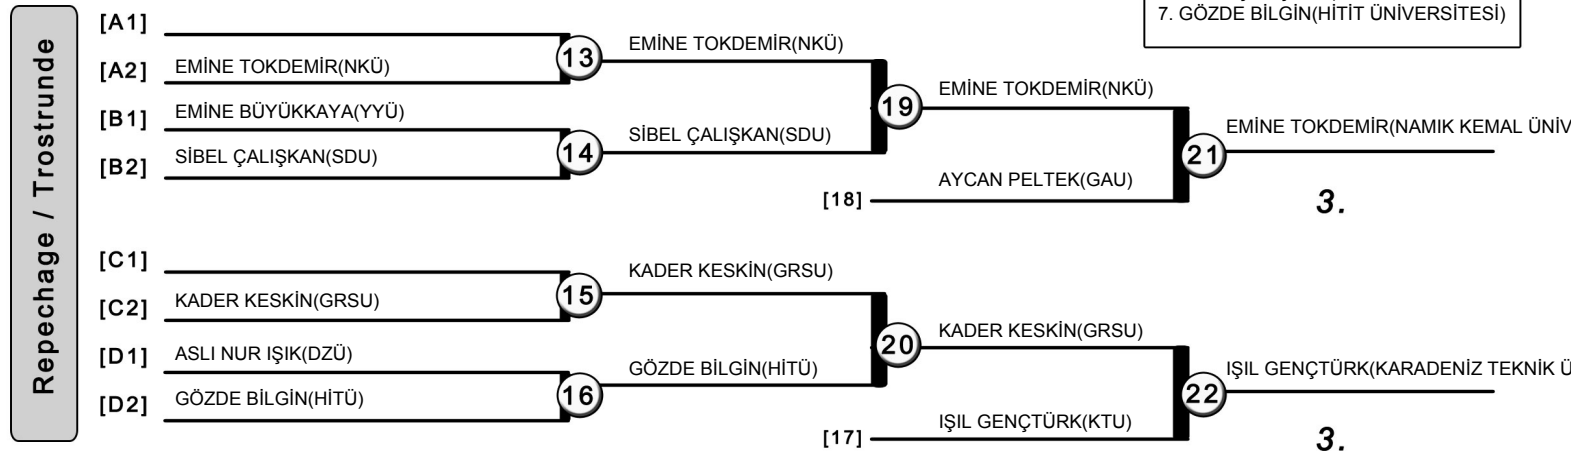 7. GÖZDE BİLGİN(HİTİT ÜNİVERSİTESİ)
Repechage / Trostrunde
[A1]
[A2] EMİNE TOKDEMİR(NKÜ)
13
EMİNE TOKDEMİR(NKÜ)
[B1] EMİNE BÜYÜKKAYA(YYÜ)
[B2] SİBEL ÇALIŞKAN(SDU)
14
SİBEL ÇALIŞKAN(SDU)
19
EMİNE TOKDEMİR(NKÜ)
[18] AYCAN PELTEK(GAU)
21
EMİNE TOKDEMİR(NAMIK KEMAL ÜNİV
3.
[C1]
[C2] KADER KESKİN(GRSU)
15
KADER KESKİN(GRSU)
[D1] ASLI NUR IŞIK(DZÜ)
[D2] GÖZDE BİLGİN(HİTÜ)
16
GÖZDE BİLGİN(HİTÜ)
20
KADER KESKİN(GRSU)
[17] IŞIL GENÇTÜRK(KTU)
22
IŞIL GENÇTÜRK(KARADENİZ TEKNİK Ü
3.